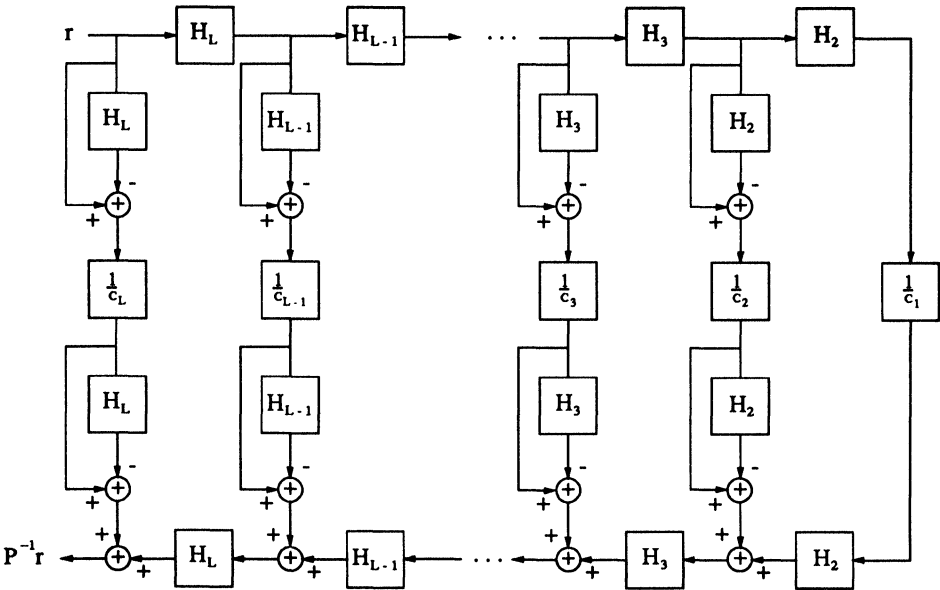 r H_L H_{L-1} · · · H_3 H_2
H_L H_{L-1} H_3 H_2
- - - -
+ + + +
+ + + +
1/c_L 1/c_{L-1} 1/c_3 1/c_2 1/c_1
H_L H_{L-1} H_3 H_2
- - - -
+ + + +
+ + + +
+ + + +
P^{-1}r + H_L + H_{L-1} · · · + H_3 + H_2
+ + + +